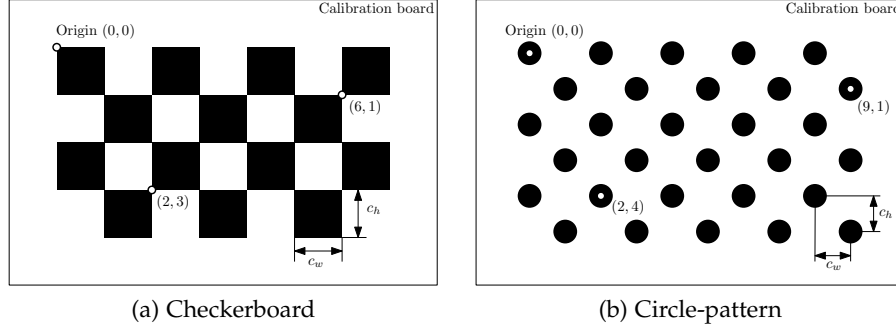 Calibration board
Origin (0, 0)
(6, 1)
(2, 3)
c_h
c_w
(a) Checkerboard
Calibration board
Origin (0, 0)
(9, 1)
(2, 4)
c_h
c_w
(b) Circle-pattern